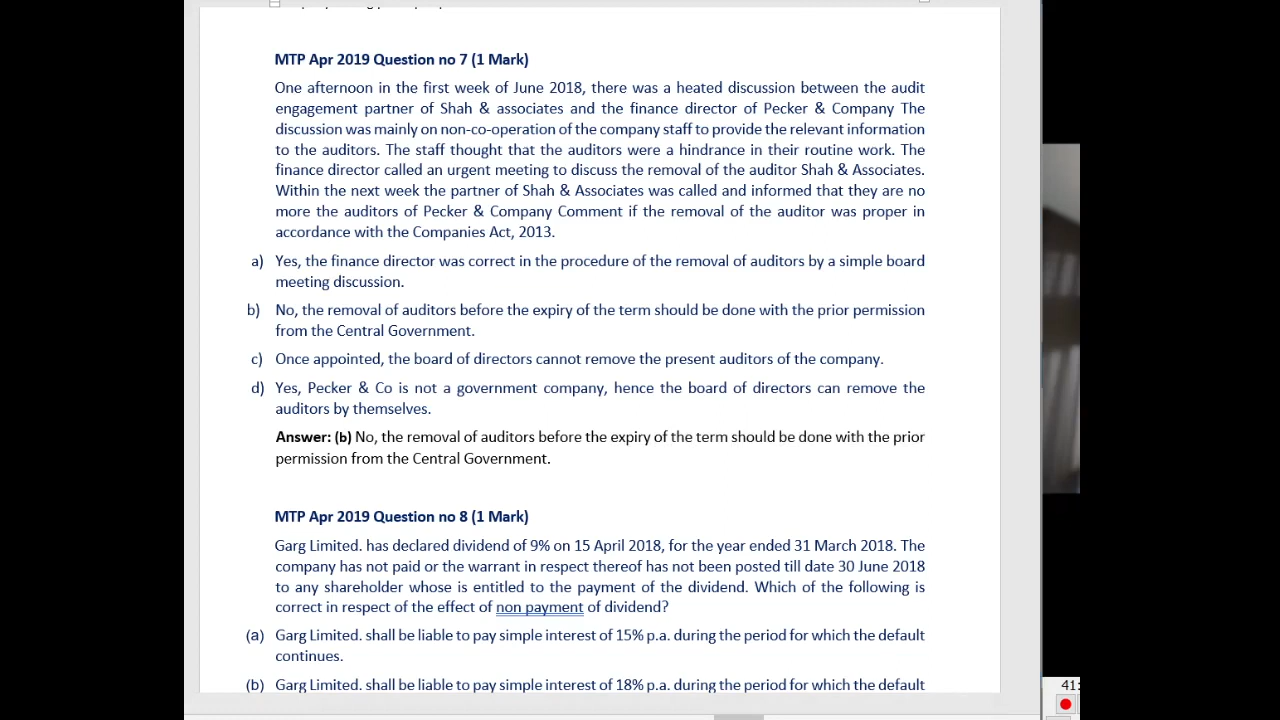 MTP Apr 2019 Question no 7 (1 Mark)
One afternoon in the first week of June 2018, there was a heated discussion between the audit
engagement partner of Shah & associates and the finance director of Pecker & Company The
discussion was mainly on non-co-operation of the company staff to provide the relevant information
to the auditors. The staff thought that the auditors were a hindrance in their routine work. The
finance director called an urgent meeting to discuss the removal of the auditor Shah & Associates.
Within the next week the partner of Shah & Associates was called and informed that they are no
more the auditors of Pecker & Company Comment if the removal of the auditor was proper in
accordance with the Companies Act, 2013.
a) Yes, the finance director was correct in the procedure of the removal of auditors by a simple board
meeting discussion.
b) No, the removal of auditors before the expiry of the term should be done with the prior permission
from the Central Government.
c) Once appointed, the board of directors cannot remove the present auditors of the company.
d) Yes, Pecker & Co is not a government company, hence the board of directors can remove the
auditors by themselves.
Answer: (b) No, the removal of auditors before the expiry of the term should be done with the prior
permission from the Central Government.
MTP Apr 2019 Question no 8 (1 Mark)
Garg Limited. has declared dividend of 9% on 15 April 2018, for the year ended 31 March 2018. The
company has not paid or the warrant in respect thereof has not been posted till date 30 June 2018
to any shareholder whose is entitled to the payment of the dividend. Which of the following is
correct in respect of the effect of non payment of dividend?
(a) Garg Limited. shall be liable to pay simple interest of 15% p.a. during the period for which the default
continues.
(b) Garg Limited. shall be liable to pay simple interest of 18% p.a. during the period for which the default
41: